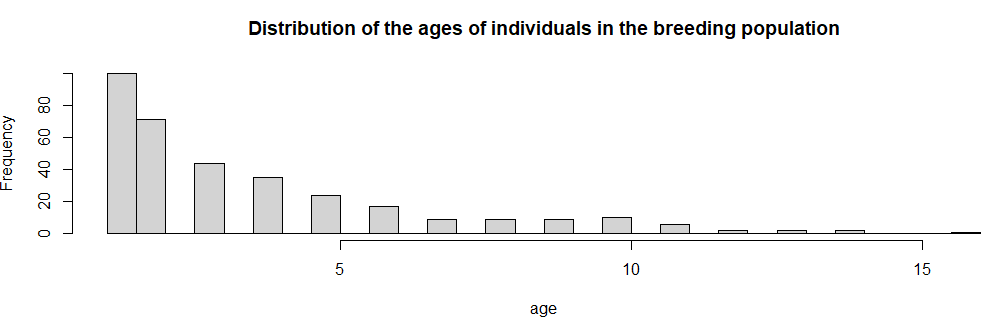 Distribution of the ages of individuals in the breeding population
Frequency
80
60
40
20
0
5 10 15
age